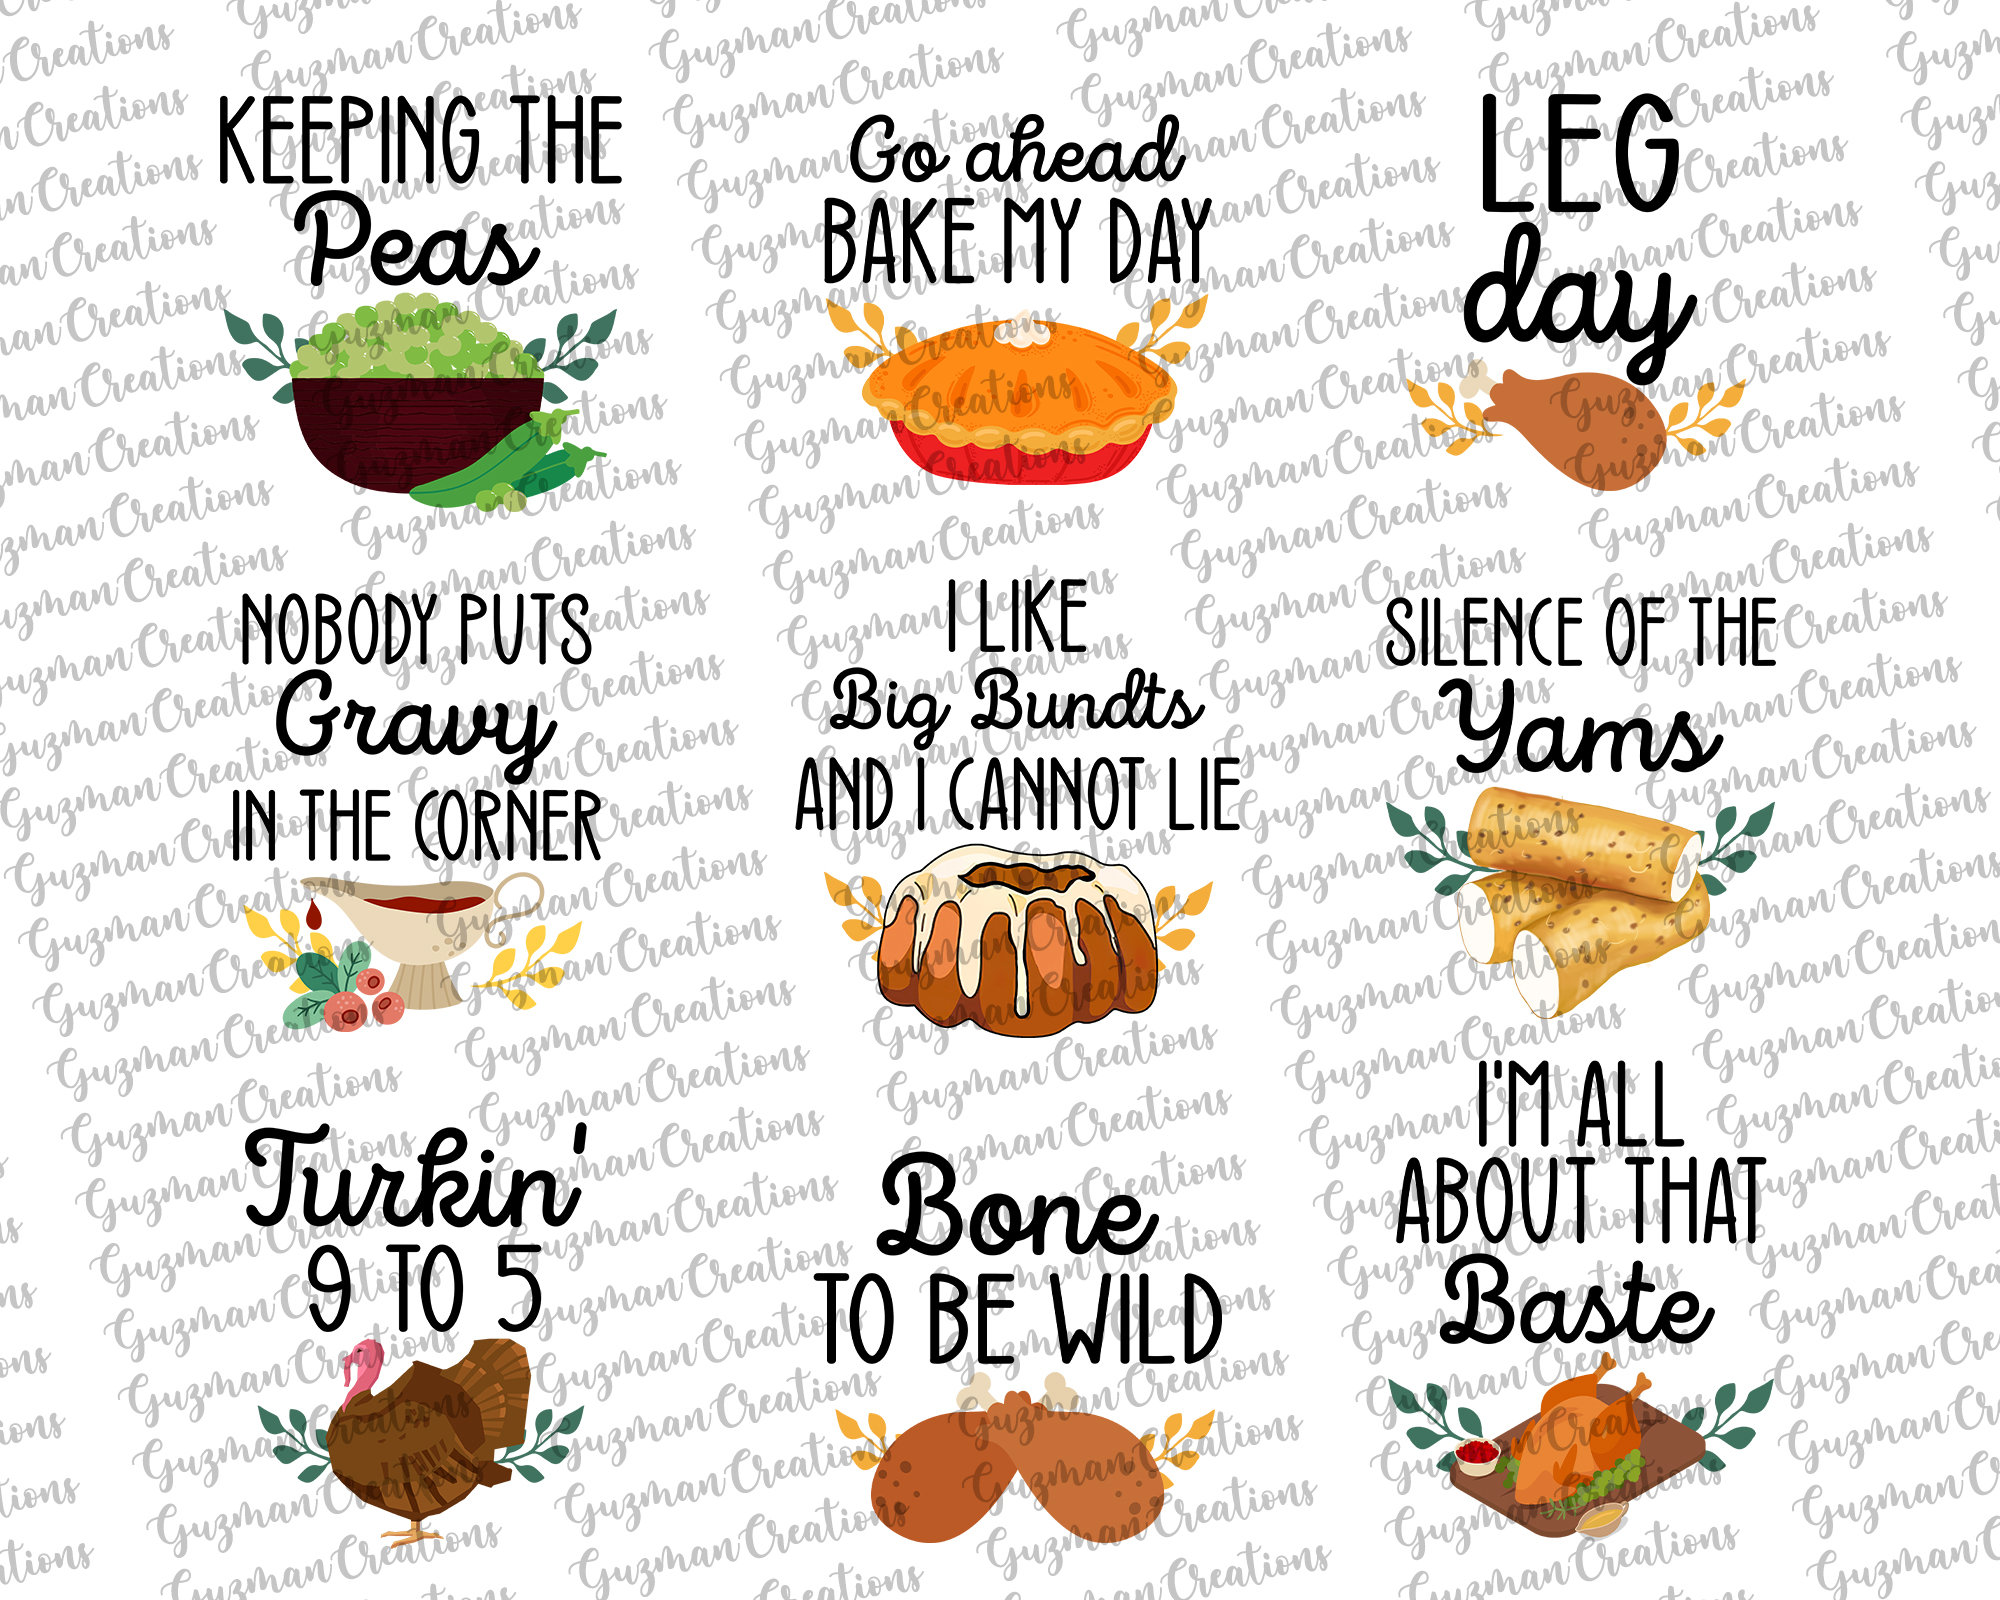 KEEPING THE
Peas
Go ahead
BAKE MY DAY
LEG
day
NOBODY PUTS
Gravy
IN THE CORNER
I LIKE
Big Bundts
AND I CANNOT LIE
SILENCE OF THE
Yams
Turkin'
9 TO 5
Bone
TO BE WILD
I'M ALL
ABOUT THAT
Baste
Guzman Creations